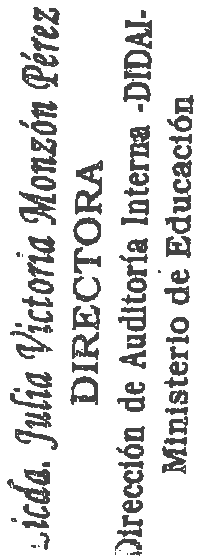 Licda. Julia Victoria Monzón Pérez
DIRECTORA
Dirección de Auditoría Interna -DIDAI-
Ministerio de Educación